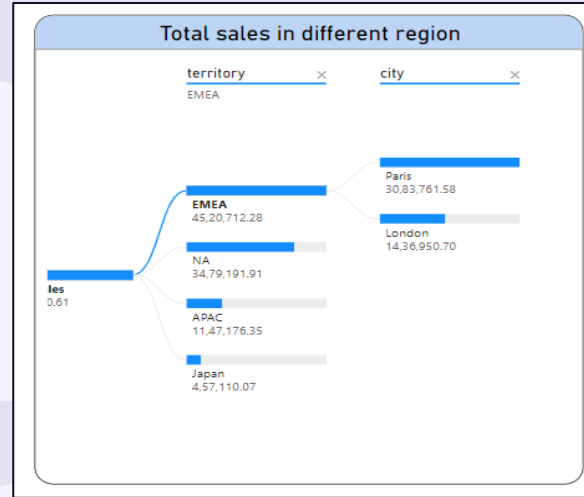 Total sales in different region
territory
EMEA
city
Paris
30,83,761.58
EMEA
45,20,712.28
London
14,36,950.70
NA
34,79,191.91
les
0.61
APAC
11,47,176.35
Japan
4,57,110.07